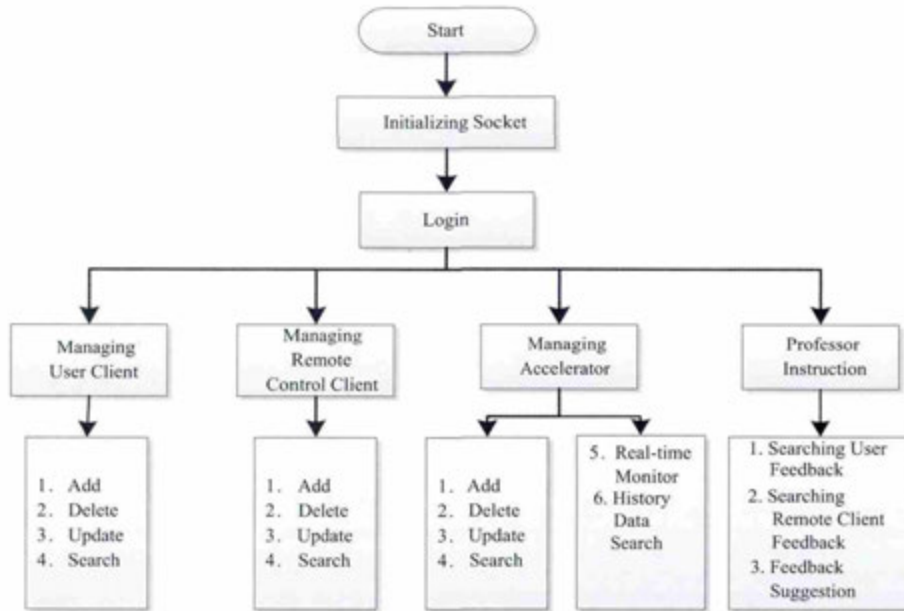 Start
Initializing Socket
Login
Managing
User Client
Managing
Remote
Control Client
Managing
Accelerator
Professor
Instruction
1. Add
2. Delete
3. Update
4. Search
1. Add
2. Delete
3. Update
4. Search
1. Add
2. Delete
3. Update
4. Search
5. Real-time
Monitor
6. History
Data
Search
1. Searching User
Feedback
2. Searching
Remote Client
Feedback
3. Feedback
Suggestion